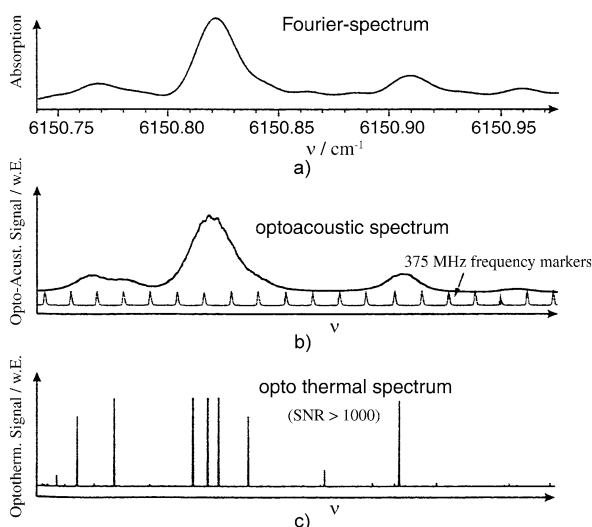 Fourier-spectrum
Absorption
6150.75 6150.80 6150.85 6150.90 6150.95
ν / cm⁻¹
a)
Opto-Acust. Signal / w.E.
optoacoustic spectrum
375 MHz frequency markers
ν
b)
Optotherm. Signal / w.E.
opto thermal spectrum
(SNR > 1000)
ν
c)